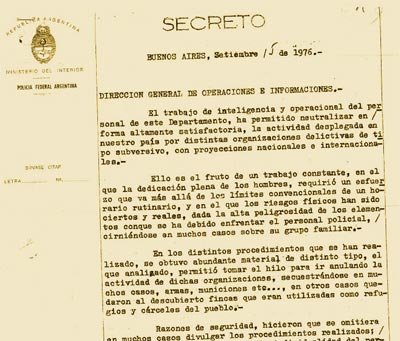 SECRETO
REPUBLICA ARGENTINA
MINISTERIO DEL INTERIOR
POLICIA FEDERAL ARGENTINA
BUENOS AIRES, Setiembre 15 de 1976.-
DIRECCION GENERAL DE OPERACIONES E INFORMACIONES.-
El trabajo de inteligencia y operacional del per
sonal de este Departamento, ha permitido neutralizar en /
forma altamente satisfactoria, la actividad desplegada en
nuestro país por distintas organizaciones delictivas de ti
po subversivo, con proyecciones nacionales e internaciona-
les.-
SIRVASE CITAR
LETRA Nº.
Ello es el fruto de un trabajo constante, en el
que la dedicación plena de los hombres, requirió un esfuer
zo que va más allá de los límites convencionales de un ho-
rario rutinario, y en el que los riesgos físicos han sido
ciertos y reales, dada la alta peligrosidad de los elemen-
tos conque se ha debido enfrentar el personal policial, /
cirniéndose en muchos casos sobre su grupo familiar.-
En los distintos procedimientos que se han rea-
lizado, se obtuvo abundante material de distinto tipo, el
que analizado, permitió tomar el hilo para ir anulando la
actividad de dichas organizaciones, secuestrándose en mu-
chos casos, armas, municiones etc..., en otros casos que-
daron al descubierto fincas que eran utilizadas como refu-
gios y cárceles del pueblo.-
Razones de seguridad, hicieron que se omitiera
en muchos casos divulgar los procedimientos realizados; /